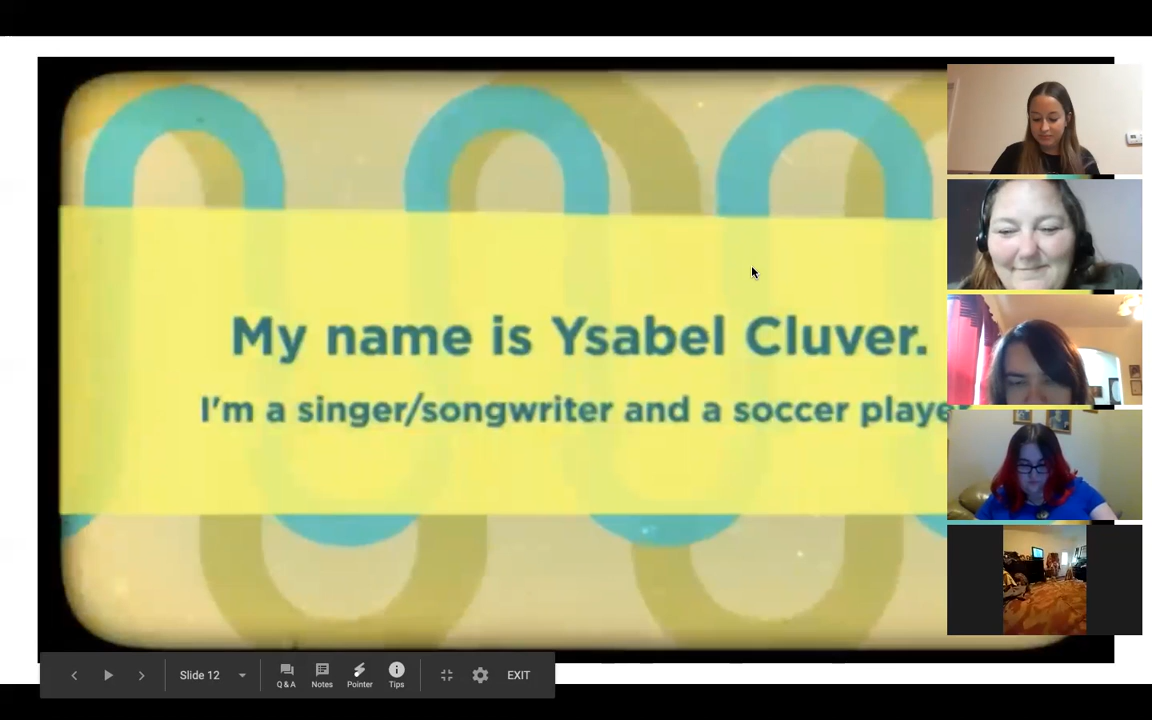 My name is Ysabel Cluver.
I'm a singer/songwriter and a soccer playe
Slide 12
Q & A
Notes
Pointer
Tips
EXIT